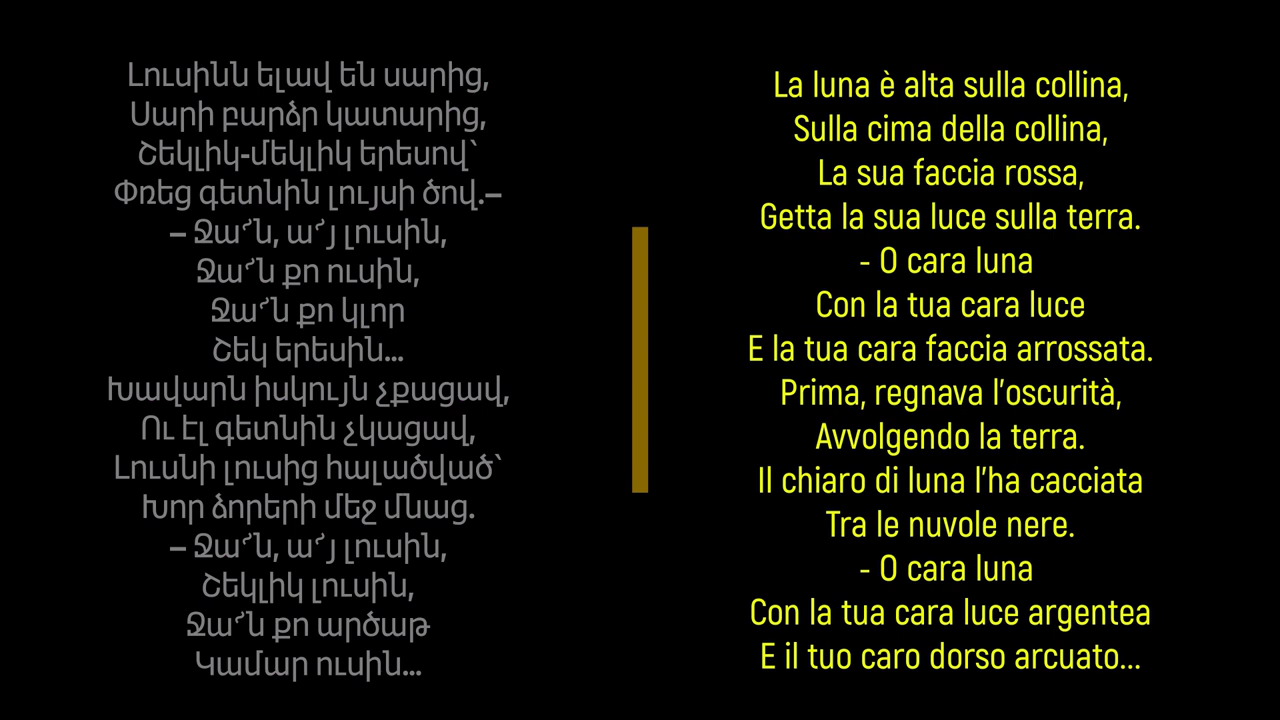 Լուսինն ելավ են սարից,
Սարի բարձր կատարից,
Շեկլիկ-մեկլիկ երեսով՝
Փռեց գետնին լույսի ծով.–
– Ջա՜ն, ա՜յ լուսին,
Ջա՜ն քո ուսին,
Ջա՜ն քո կլոր
Շեկ երեսին...
Խավարն իսկույն չքացավ,
Ու էլ գետնին չկացավ,
Լուսնի լուսից հալածված՝
Խոր ձորերի մեջ մնաց.
– Ջա՜ն, ա՜յ լուսին,
Շեկլիկ լուսին,
Ջա՜ն քո արծաթ
Կամար ուսին...
La luna è alta sulla collina,
Sulla cima della collina,
La sua faccia rossa,
Getta la sua luce sulla terra.
- O cara luna
Con la tua cara luce
E la tua cara faccia arrossata.
Prima, regnava l'oscurità,
Avvolgendo la terra.
Il chiaro di luna l'ha cacciata
Tra le nuvole nere.
- O cara luna
Con la tua cara luce argentea
E il tuo caro dorso arcuato...